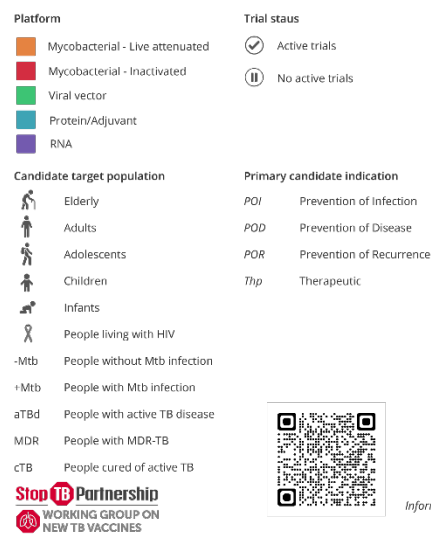 Platform
Mycobacterial - Live attenuated
Mycobacterial - Inactivated
Viral vector
Protein/Adjuvant
RNA
Trial staus
Active trials
No active trials
Candidate target population
Elderly
Adults
Adolescents
Children
Infants
People living with HIV
-Mtb People without Mtb infection
+Mtb People with Mtb infection
aTBd People with active TB disease
MDR People with MDR-TB
cTB People cured of active TB
Primary candidate indication
POI Prevention of Infection
POD Prevention of Disease
POR Prevention of Recurrence
Thp Therapeutic
Stop TB Partnership
WORKING GROUP ON
NEW TB VACCINES
Infor